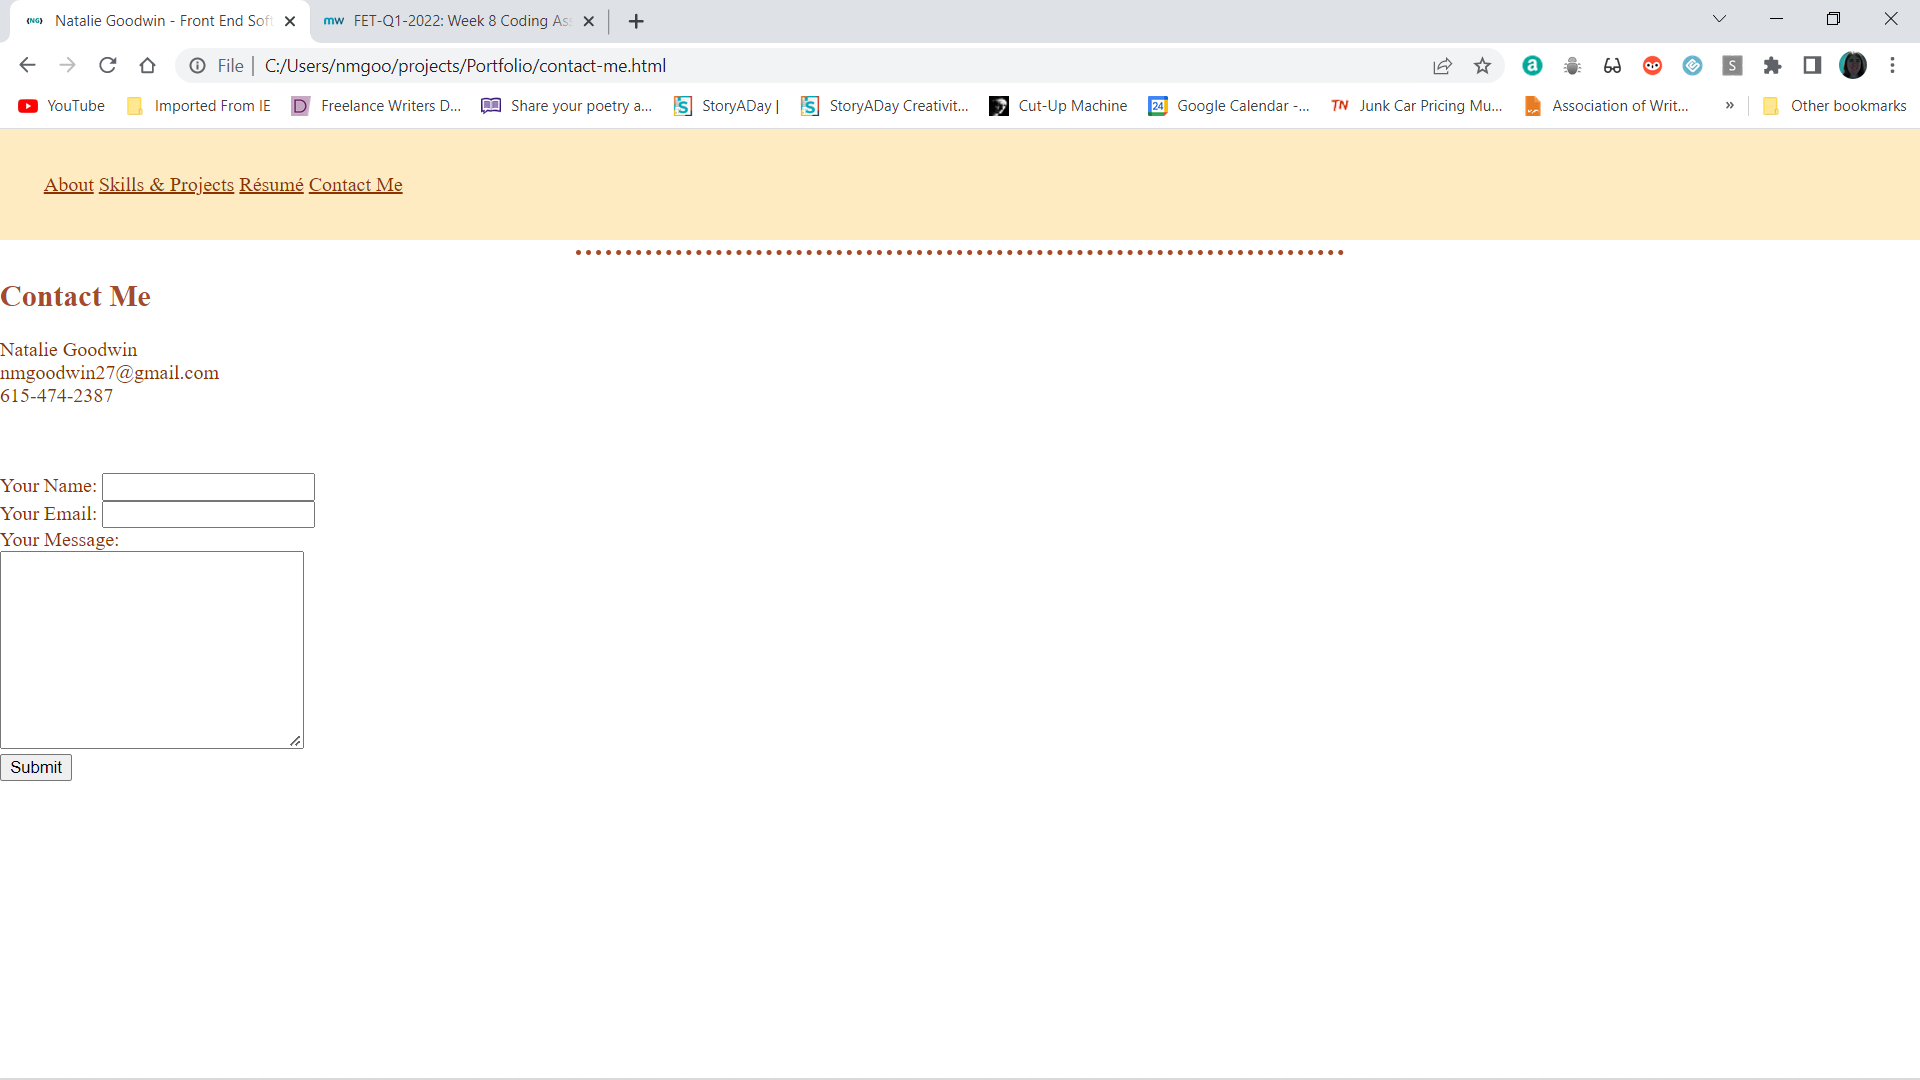 Natalie Goodwin - Front End Soft
FET-Q1-2022: Week 8 Coding Ass
File | C:/Users/nmgoo/projects/Portfolio/contact-me.html
YouTube Imported From IE Freelance Writers D... Share your poetry a... StoryADay | StoryADay Creativit... Cut-Up Machine Google Calendar -... Junk Car Pricing Mu... Association of Writ... » Other bookmarks
About Skills & Projects Résumé Contact Me
Contact Me
Natalie Goodwin
nmgoodwin27@gmail.com
615-474-2387
Your Name:
Your Email:
Your Message:
Submit